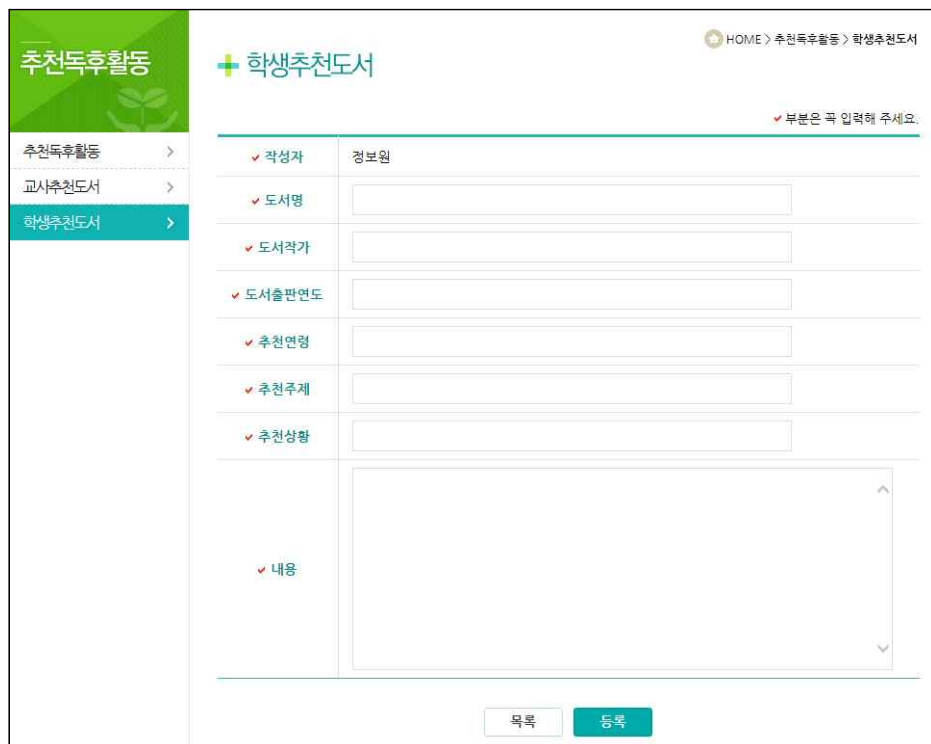 추천독후활동
추천독후활동
교사추천도서
학생추천도서
HOME > 추천독후활동 > 학생추천도서
학생추천도서
부분은 꼭 입력해 주세요.
작성자 정보원
도서명
도서작가
도서출판연도
추천연령
추천주제
추천상황
내용
목록 등록